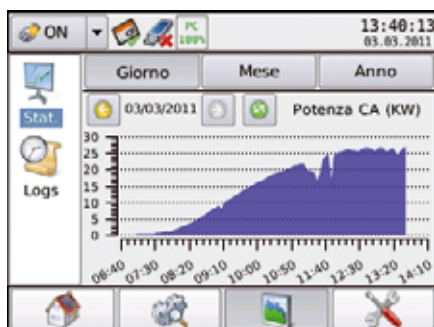 ON
PC
100%
13:40:13
03.03.2011
Giorno Mese Anno
Stat.
03/03/2011
Potenza CA (KW)
Logs
30
25
20
15
10
5
0
06:40 07:30 08:20 09:10 10:00 10:50 11:40 12:30 13:20 14:10